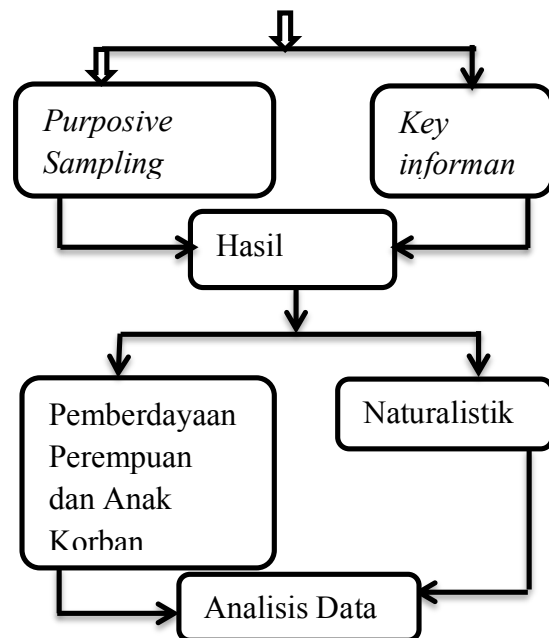 Purposive
Sampling
Key
informan
Hasil
Pemberdayaan
Perempuan
dan Anak
Korban
Naturalistik
Analisis Data